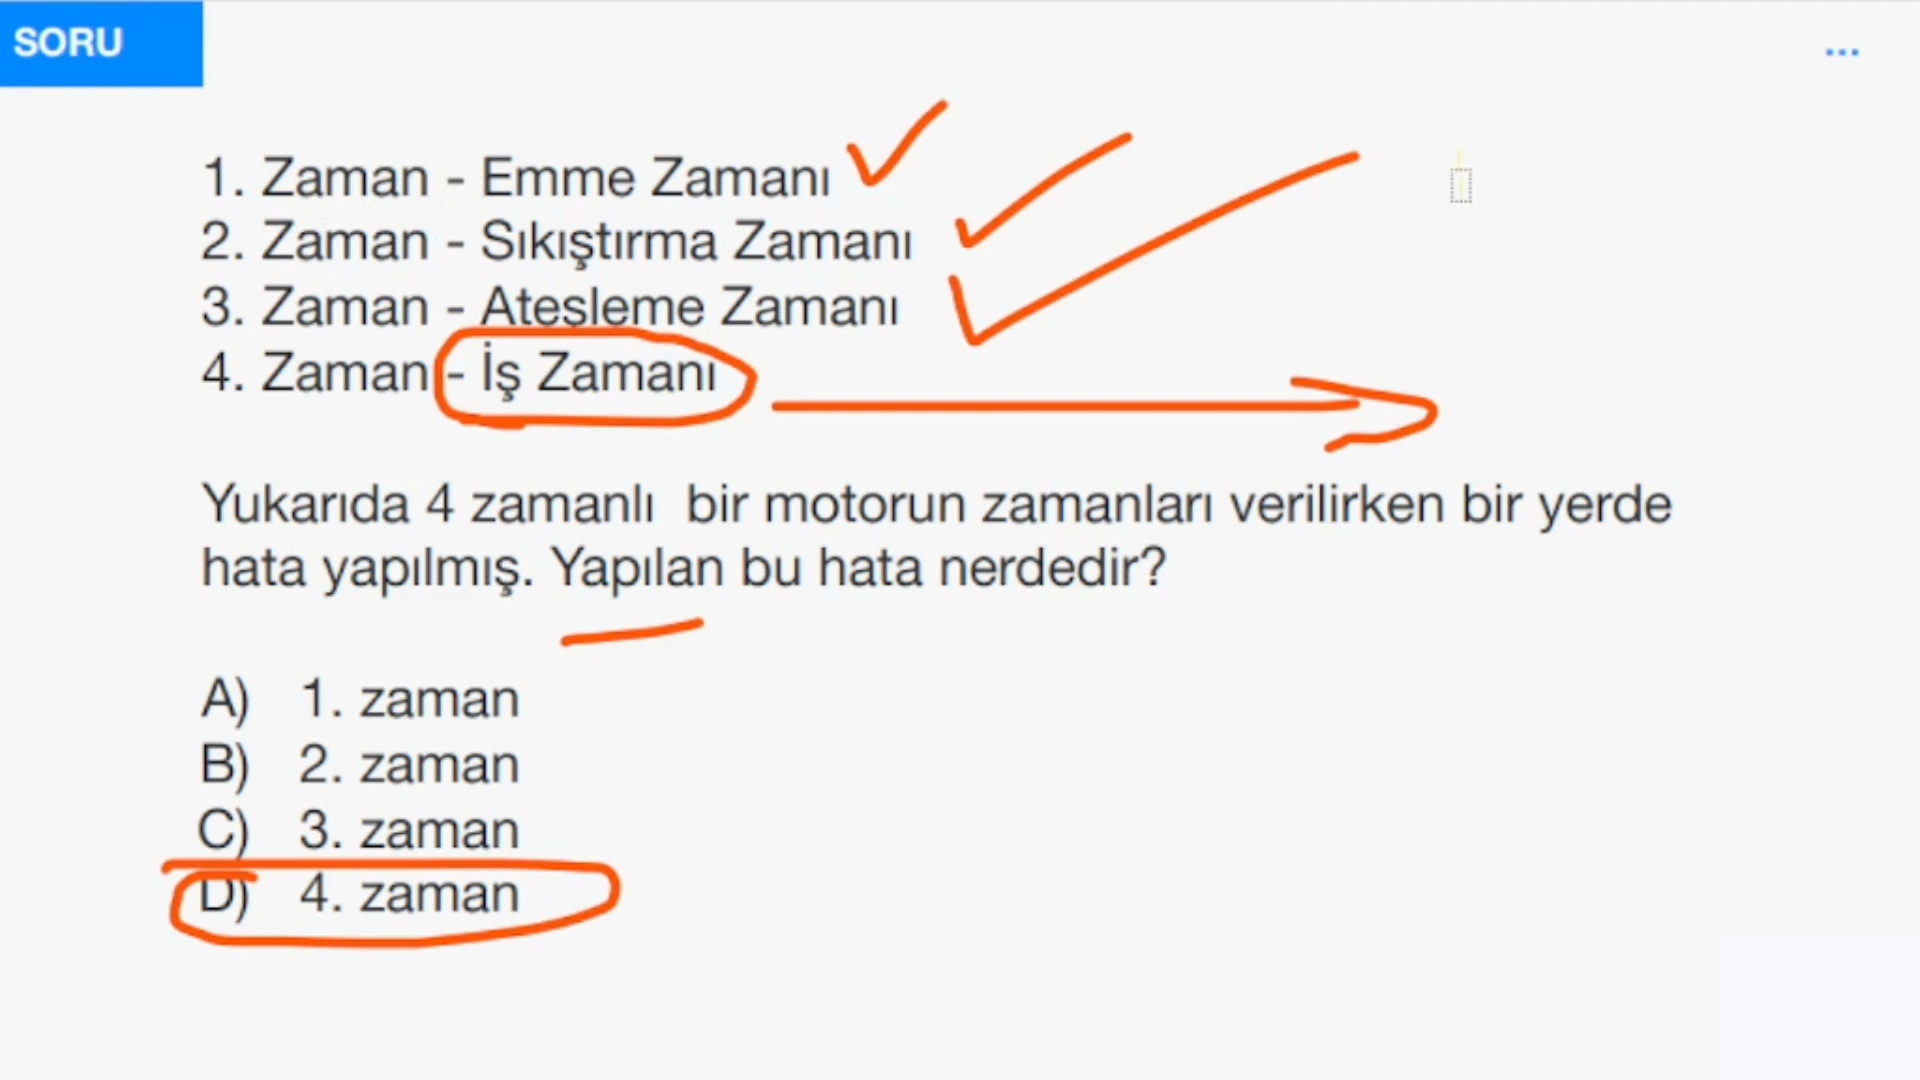 SORU
...
1. Zaman - Emme Zamanı
2. Zaman - Sıkıştırma Zamanı
3. Zaman - Ateşleme Zamanı
4. Zaman - İş Zamanı
Yukarıda 4 zamanlı bir motorun zamanları verilirken bir yerde
hata yapılmış. Yapılan bu hata nerdedir?
A) 1. zaman
B) 2. zaman
C) 3. zaman
D) 4. zaman